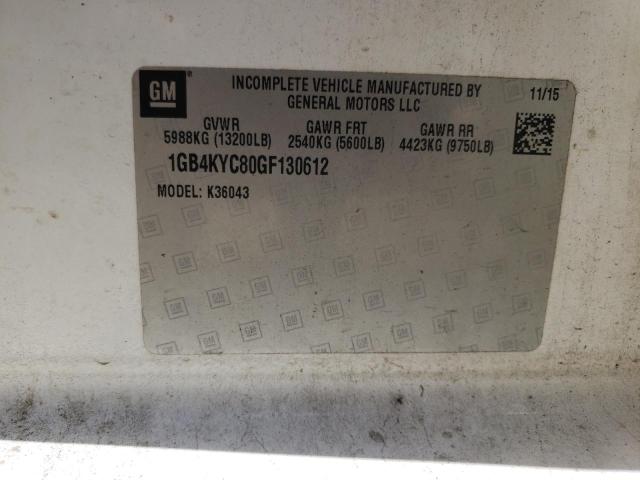 GM
INCOMPLETE VEHICLE MANUFACTURED BY
GENERAL MOTORS LLC
11/15
GVWR GAWR FRT GAWR RR
5988KG (13200LB) 2540KG (5600LB) 4423KG (9750LB)
1GB4KYC80GF130612
MODEL: K36043